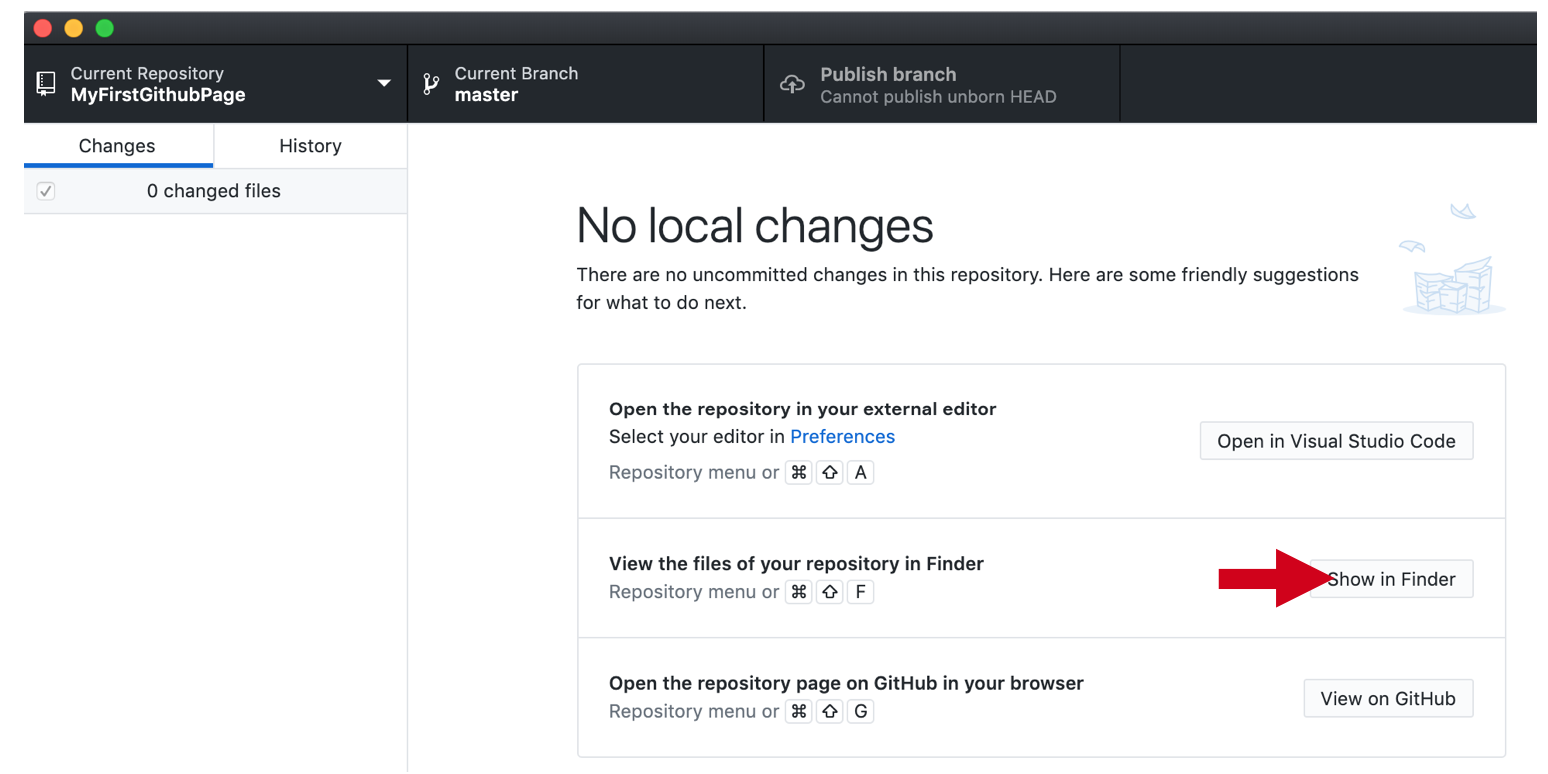 Current Repository
MyFirstGithubPage
Current Branch
master
Publish branch
Cannot publish unborn HEAD
Changes
History
0 changed files
No local changes
There are no uncommitted changes in this repository. Here are some friendly suggestions
for what to do next.
Open the repository in your external editor
Select your editor in Preferences
Repository menu or ⌘ ⇧ A
Open in Visual Studio Code
View the files of your repository in Finder
Repository menu or ⌘ ⇧ F
Show in Finder
Open the repository page on GitHub in your browser
Repository menu or ⌘ ⇧ G
View on GitHub